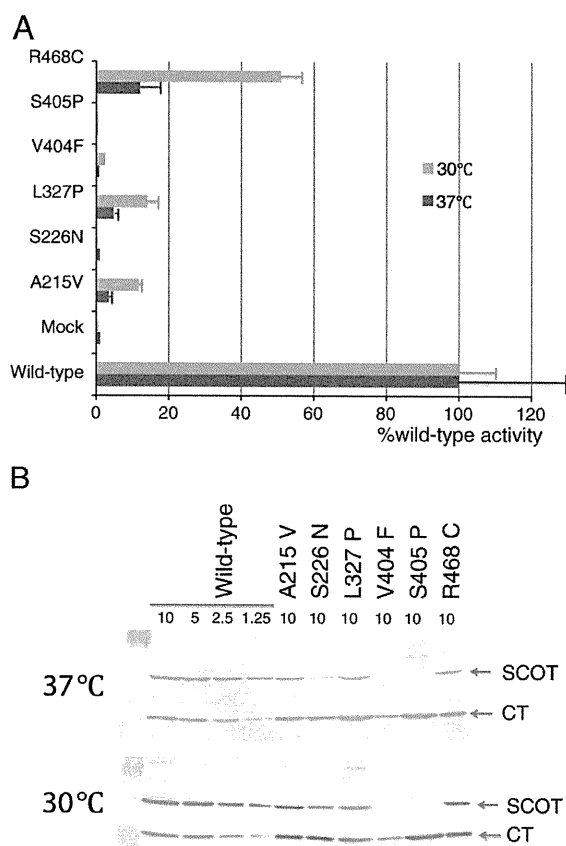 A
R468C
S405P
V404F
30°C
L327P
37°C
S226N
A215V
Mock
Wild-type
0 20 40 60 80 100 120
%wild-type activity
B
Wild-type A215 V S226 N L327 P V404 F S405 P R468 C
10 5 2.5 1.25 10 10 10 10 10 10
37°C
SCOT
CT
30°C
SCOT
CT